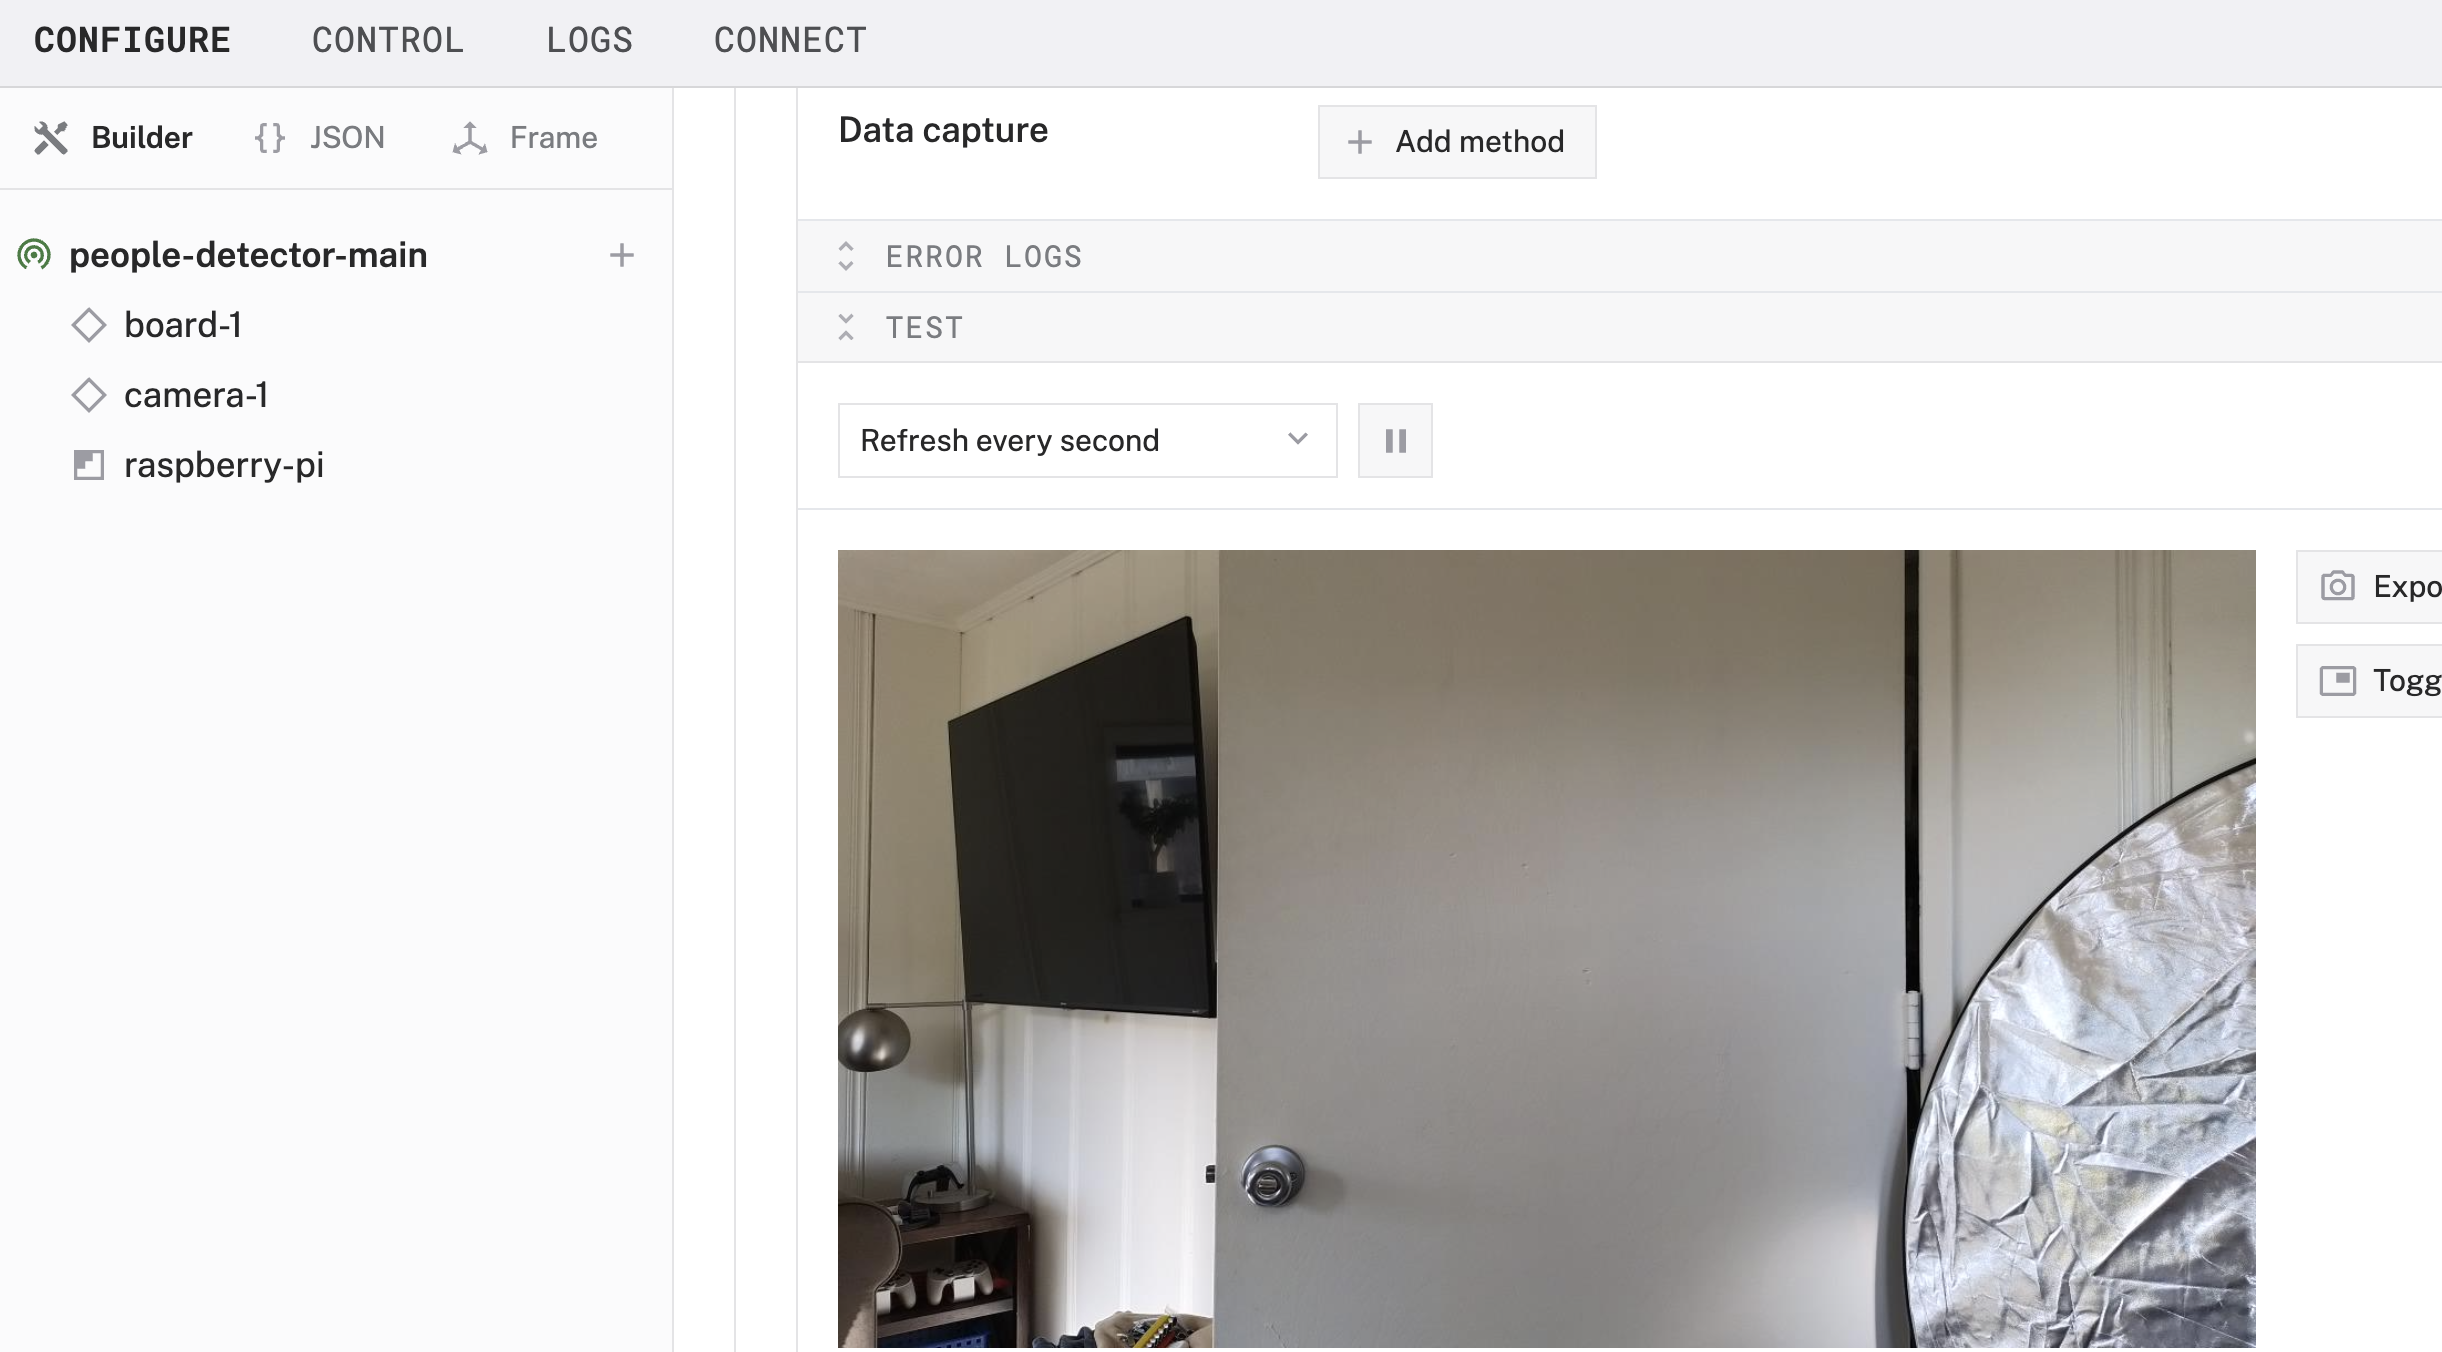 CONFIGURE CONTROL LOGS CONNECT
Builder {} JSON Frame
Data capture + Add method
people-detector-main +
ERROR LOGS
board-1
TEST
camera-1
Refresh every second
raspberry-pi
Expo
Togg